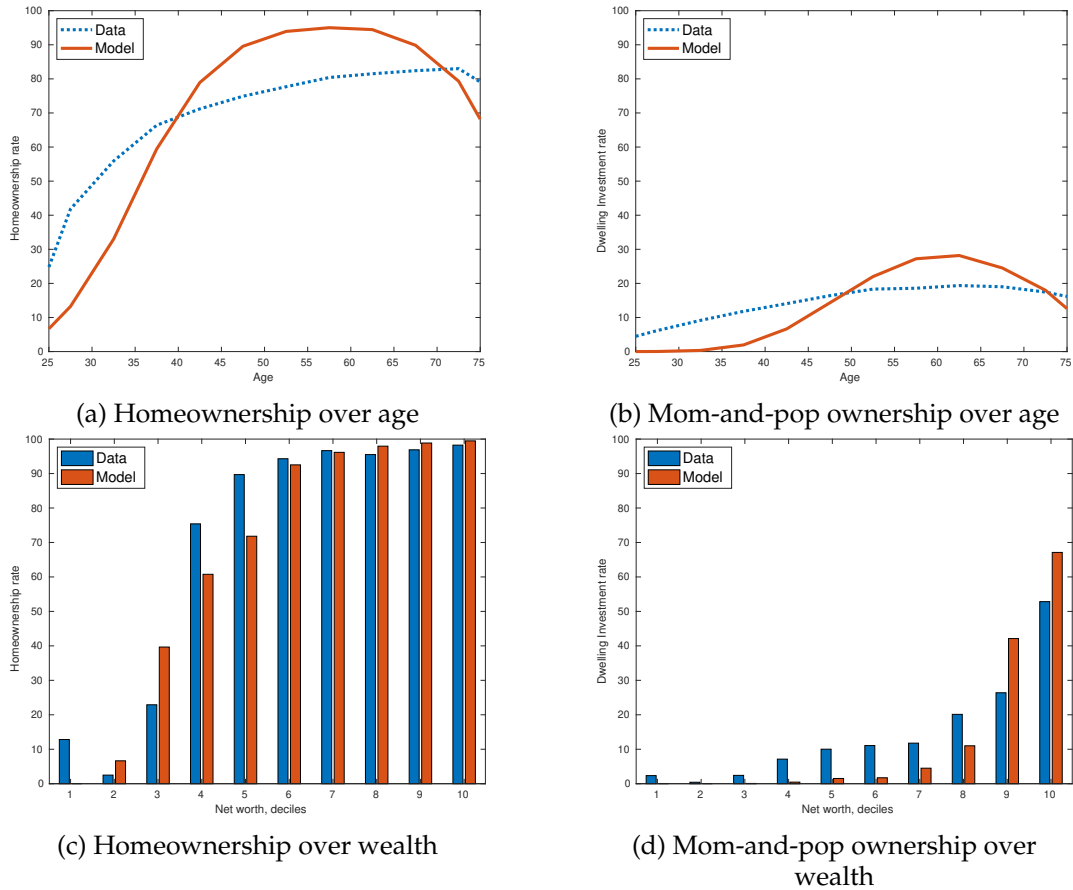 Data
Model
100
90
80
70
60
50
40
30
20
10
0
25 30 35 40 45 50 55 60 65 70 75
Homeownership rate
Age
(a) Homeownership over age
Data
Model
100
90
80
70
60
50
40
30
20
10
0
25 30 35 40 45 50 55 60 65 70 75
Dwelling Investment rate
Age
(b) Mom-and-pop ownership over age
Data
Model
100
90
80
70
60
50
40
30
20
10
0
1 2 3 4 5 6 7 8 9 10
Homeownership rate
Net worth, deciles
(c) Homeownership over wealth
Data
Model
100
90
80
70
60
50
40
30
20
10
0
1 2 3 4 5 6 7 8 9 10
Dwelling Investment rate
Net worth, deciles
(d) Mom-and-pop ownership over
wealth